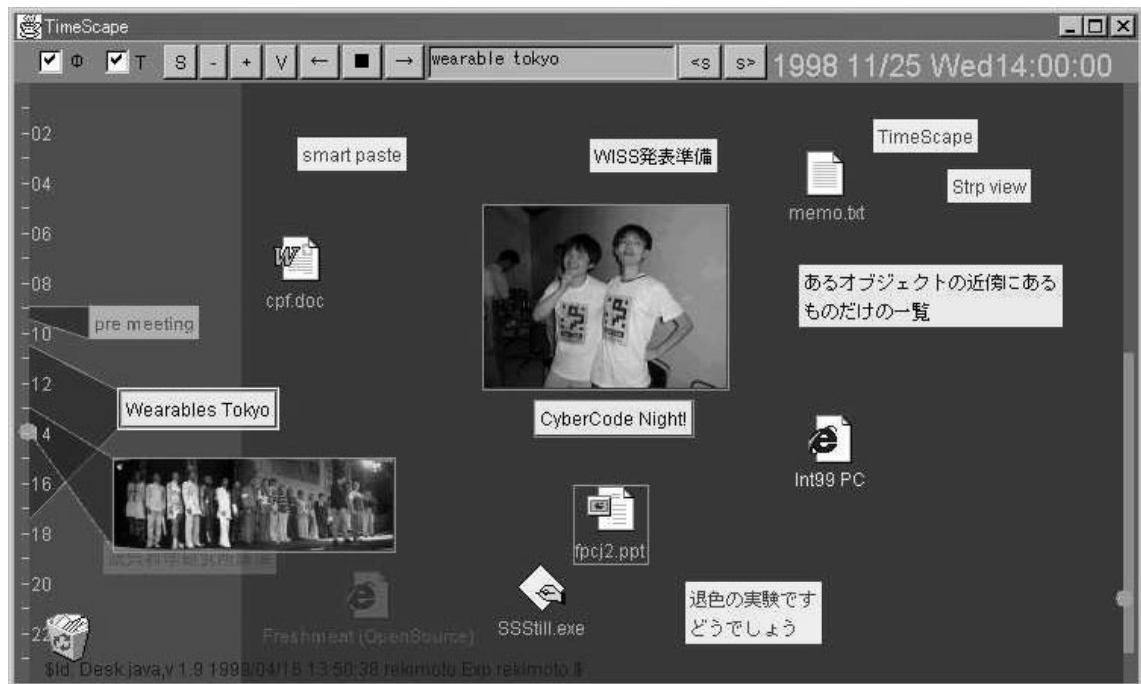 TimeScape
Φ T S - + V ← ■ → wearable tokyo <s s> 1998 11/25 Wed14:00:00
02
04
06
08
10
12
14
16
18
20
22
smart paste
WISS発表準備
TimeScape
Strp view
memo.txt
cpf.doc
あるオブジェクトの近傍にある
ものだけの一覧
pre meeting
Wearables Tokyo
CyberCode Night!
Int99 PC
fpcj2.ppt
SSStill.exe
退色の実験です
どうでしょう
Freshmeat (OpenSource)
$Id: Desk.java,v 1.9 1999/04/15 13:50:38 rekimoto Exp rekimoto $